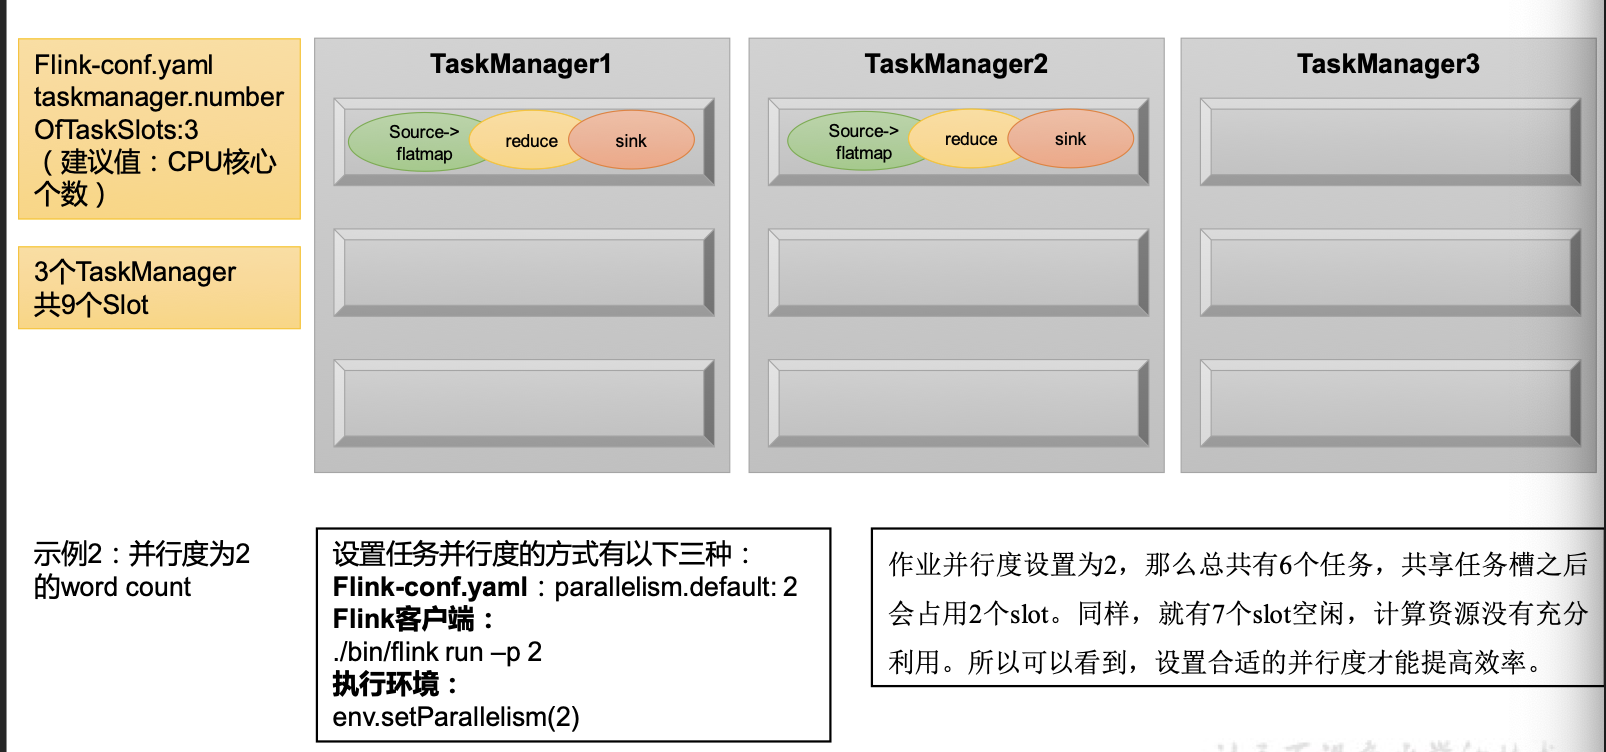 Flink-conf.yaml
taskmanager.number
OfTaskSlots:3
（建议值：CPU核心
个数）
3个TaskManager
共9个Slot
TaskManager1
Source->
flatmap
reduce
sink
TaskManager2
Source->
flatmap
reduce
sink
TaskManager3
示例2：并行度为2
的word count
设置任务并行度的方式有以下三种：
Flink-conf.yaml：parallelism.default: 2
Flink客户端：
./bin/flink run –p 2
执行环境：
env.setParallelism(2)
作业并行度设置为2，那么总共有6个任务，共享任务槽之后
会占用2个slot。同样，就有7个slot空闲，计算资源没有充分
利用。所以可以看到，设置合适的并行度才能提高效率。